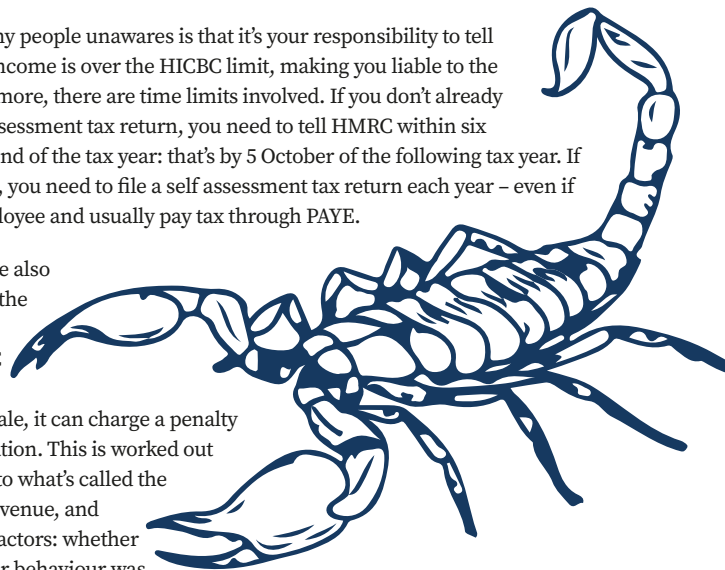 ny people unawares is that it’s your responsibility to tell
ncome is over the HICBC limit, making you liable to the
more, there are time limits involved. If you don’t already
ssessment tax return, you need to tell HMRC within six
nd of the tax year: that’s by 5 October of the following tax year. If
, you need to file a self assessment tax return each year – even if
loyee and usually pay tax through PAYE.
e also
the
ale, it can charge a penalty
tion. This is worked out
to what’s called the
venue, and
actors: whether
r behaviour was